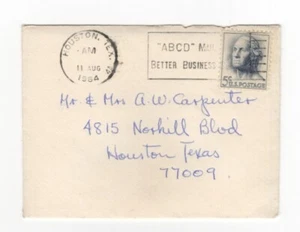 HOUSTON, TEX.
AM
11 AUG
1964
"ABCD" MAIL
BETTER BUSINESS
5¢ U.S. POSTAGE
Mr & Mrs A. W. Carpenter
4815 Norhill Blvd
Houston Texas
77009